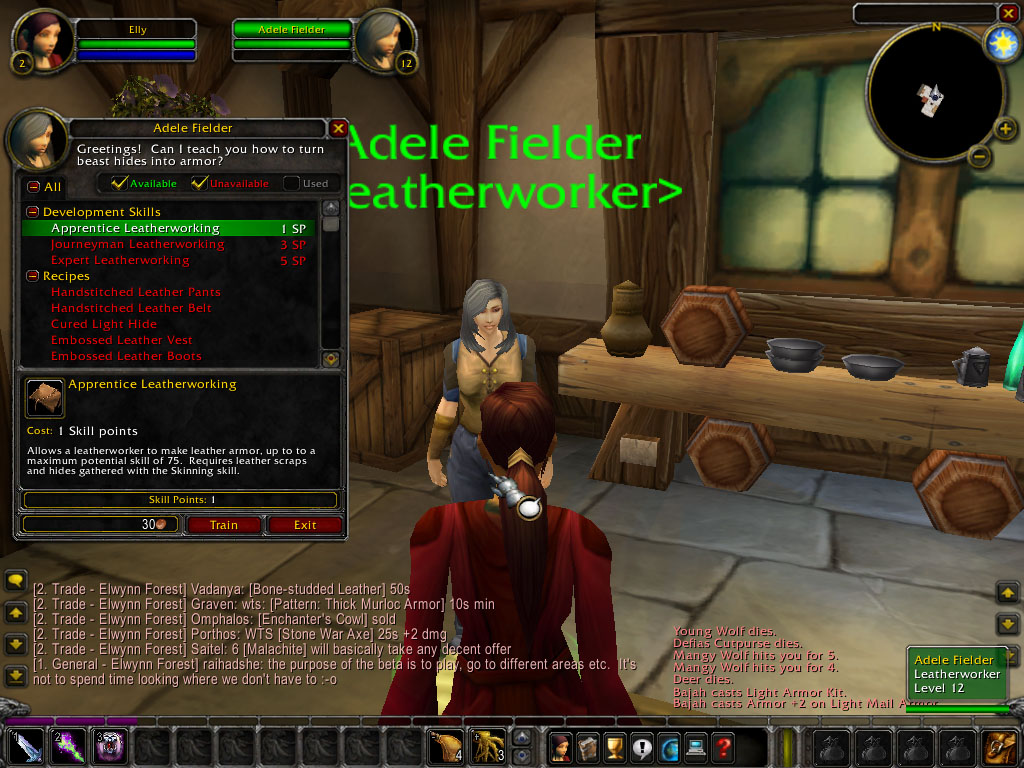 Elly
2
Adele Fielder
12
N
Adele Fielder
Greetings! Can I teach you how to turn
beast hides into armor?
All
Available
Unavailable
Used
Development Skills
Apprentice Leatherworking 1 SP
Journeyman Leatherworking 3 SP
Expert Leatherworking 5 SP
Recipes
Handstitched Leather Pants
Handstitched Leather Belt
Cured Light Hide
Embossed Leather Vest
Embossed Leather Boots
Apprentice Leatherworking
Cost: 1 Skill points
Allows a leatherworker to make leather armor, up to to a
maximum potential skill of 75. Requires leather scraps
and hides gathered with the Skinning skill.
Skill Points: 1
30
Train
Exit
Adele Fielder
eatherworker>
[2. Trade - Elwynn Forest] Vadanya: [Bone-studded Leather] 50s
[2. Trade - Elwynn Forest] Graven: wts: [Pattern: Thick Murloc Armor] 10s min
[2. Trade - Elwynn Forest] Omphalos: [Enchanter's Cowl] sold
[2. Trade - Elwynn Forest] Porthos: WTS [Stone War Axe] 25s +2 dmg
[2. Trade - Elwynn Forest] Saitel: 6 [Malachite] will basically take any decent offer
[1. General - Elwynn Forest] raihadshe: the purpose of the beta is to play, go to different areas etc. It's
not to spend time looking where we don't have to :-o
Young Wolf dies.
Defias Cutpurse dies.
Mangy Wolf hits you for 5.
Mangy Wolf hits you for 4.
Deer dies.
Bajah casts Light Armor Kit.
Bajah casts Armor +2 on Light Mail Armor.
Adele Fielder
Leatherworker
Level 12
2
3
4
3